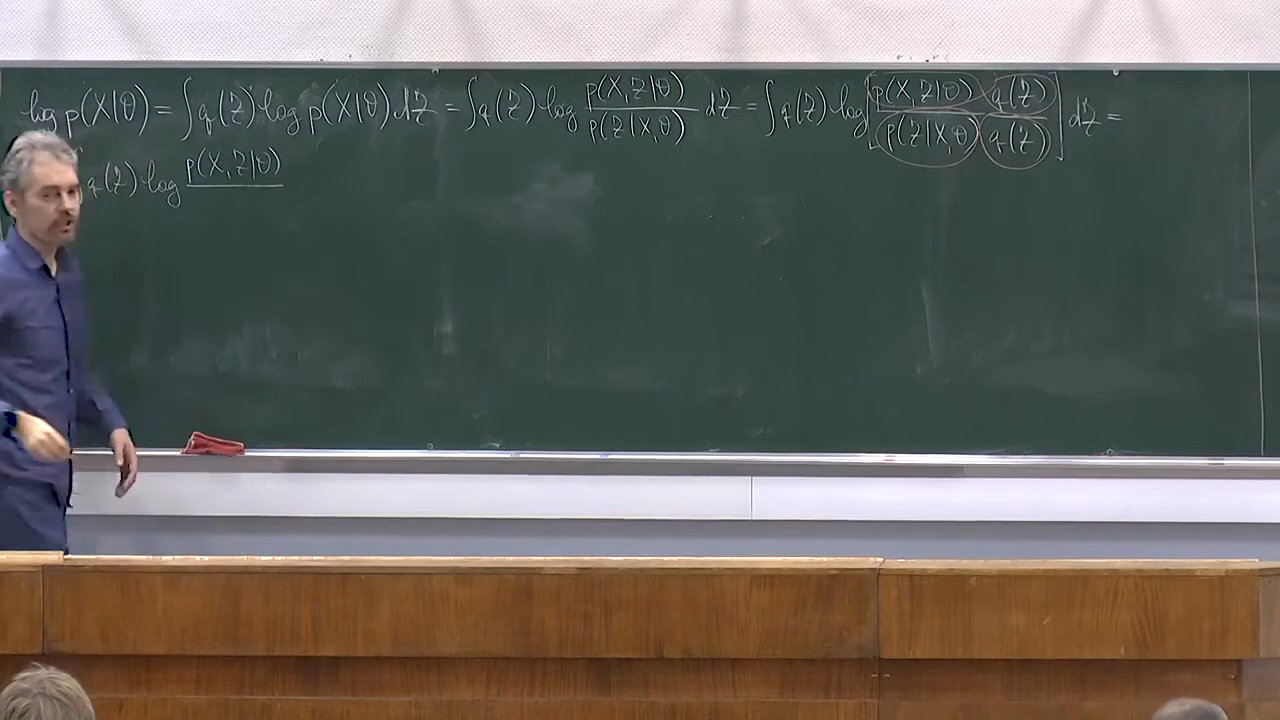 log p(X|θ) = ∫ q(Z) log p(X|θ) dZ = ∫ q(Z) log p(X,Z|θ) / p(Z|X,θ) dZ = ∫ q(Z) log [ p(X,Z|θ) q(Z) / p(Z|X,θ) q(Z) ] dZ =
q(Z) log p(X,Z|θ)